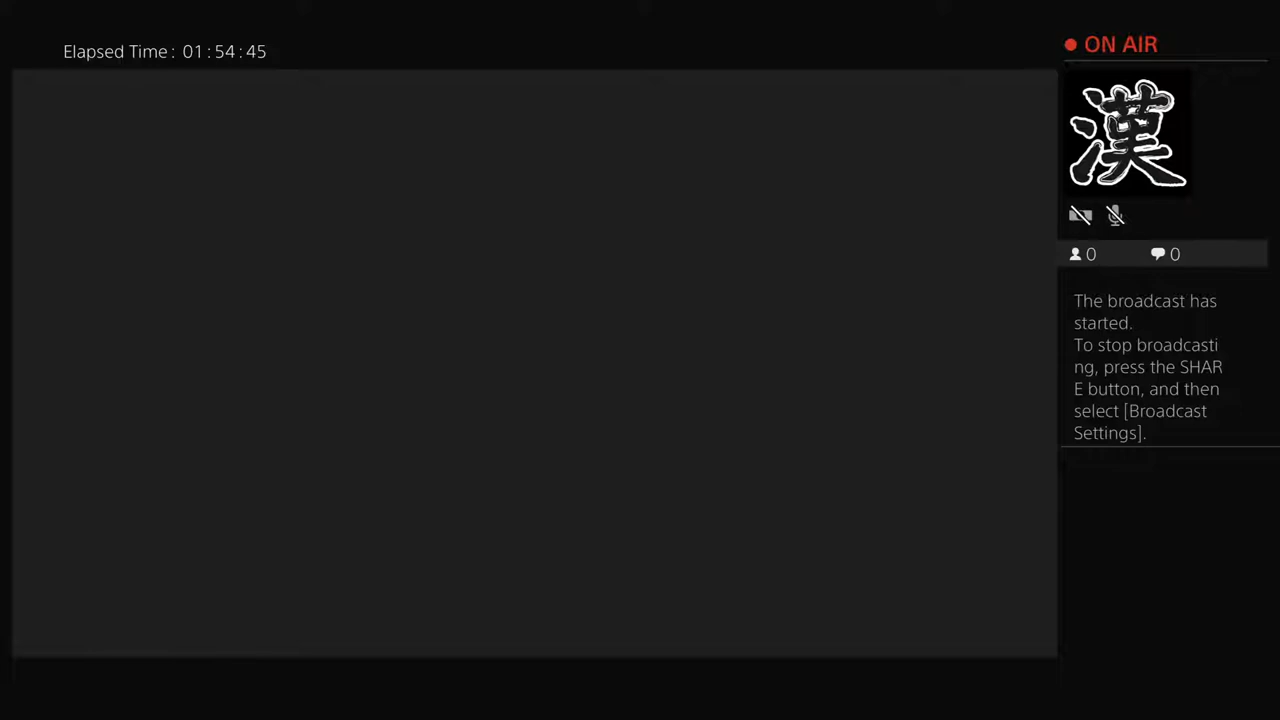 Elapsed Time: 01:54:45
ON AIR
漢
0
0
The broadcast has
started.
To stop broadcasti
ng, press the SHAR
E button, and then
select [Broadcast
Settings].